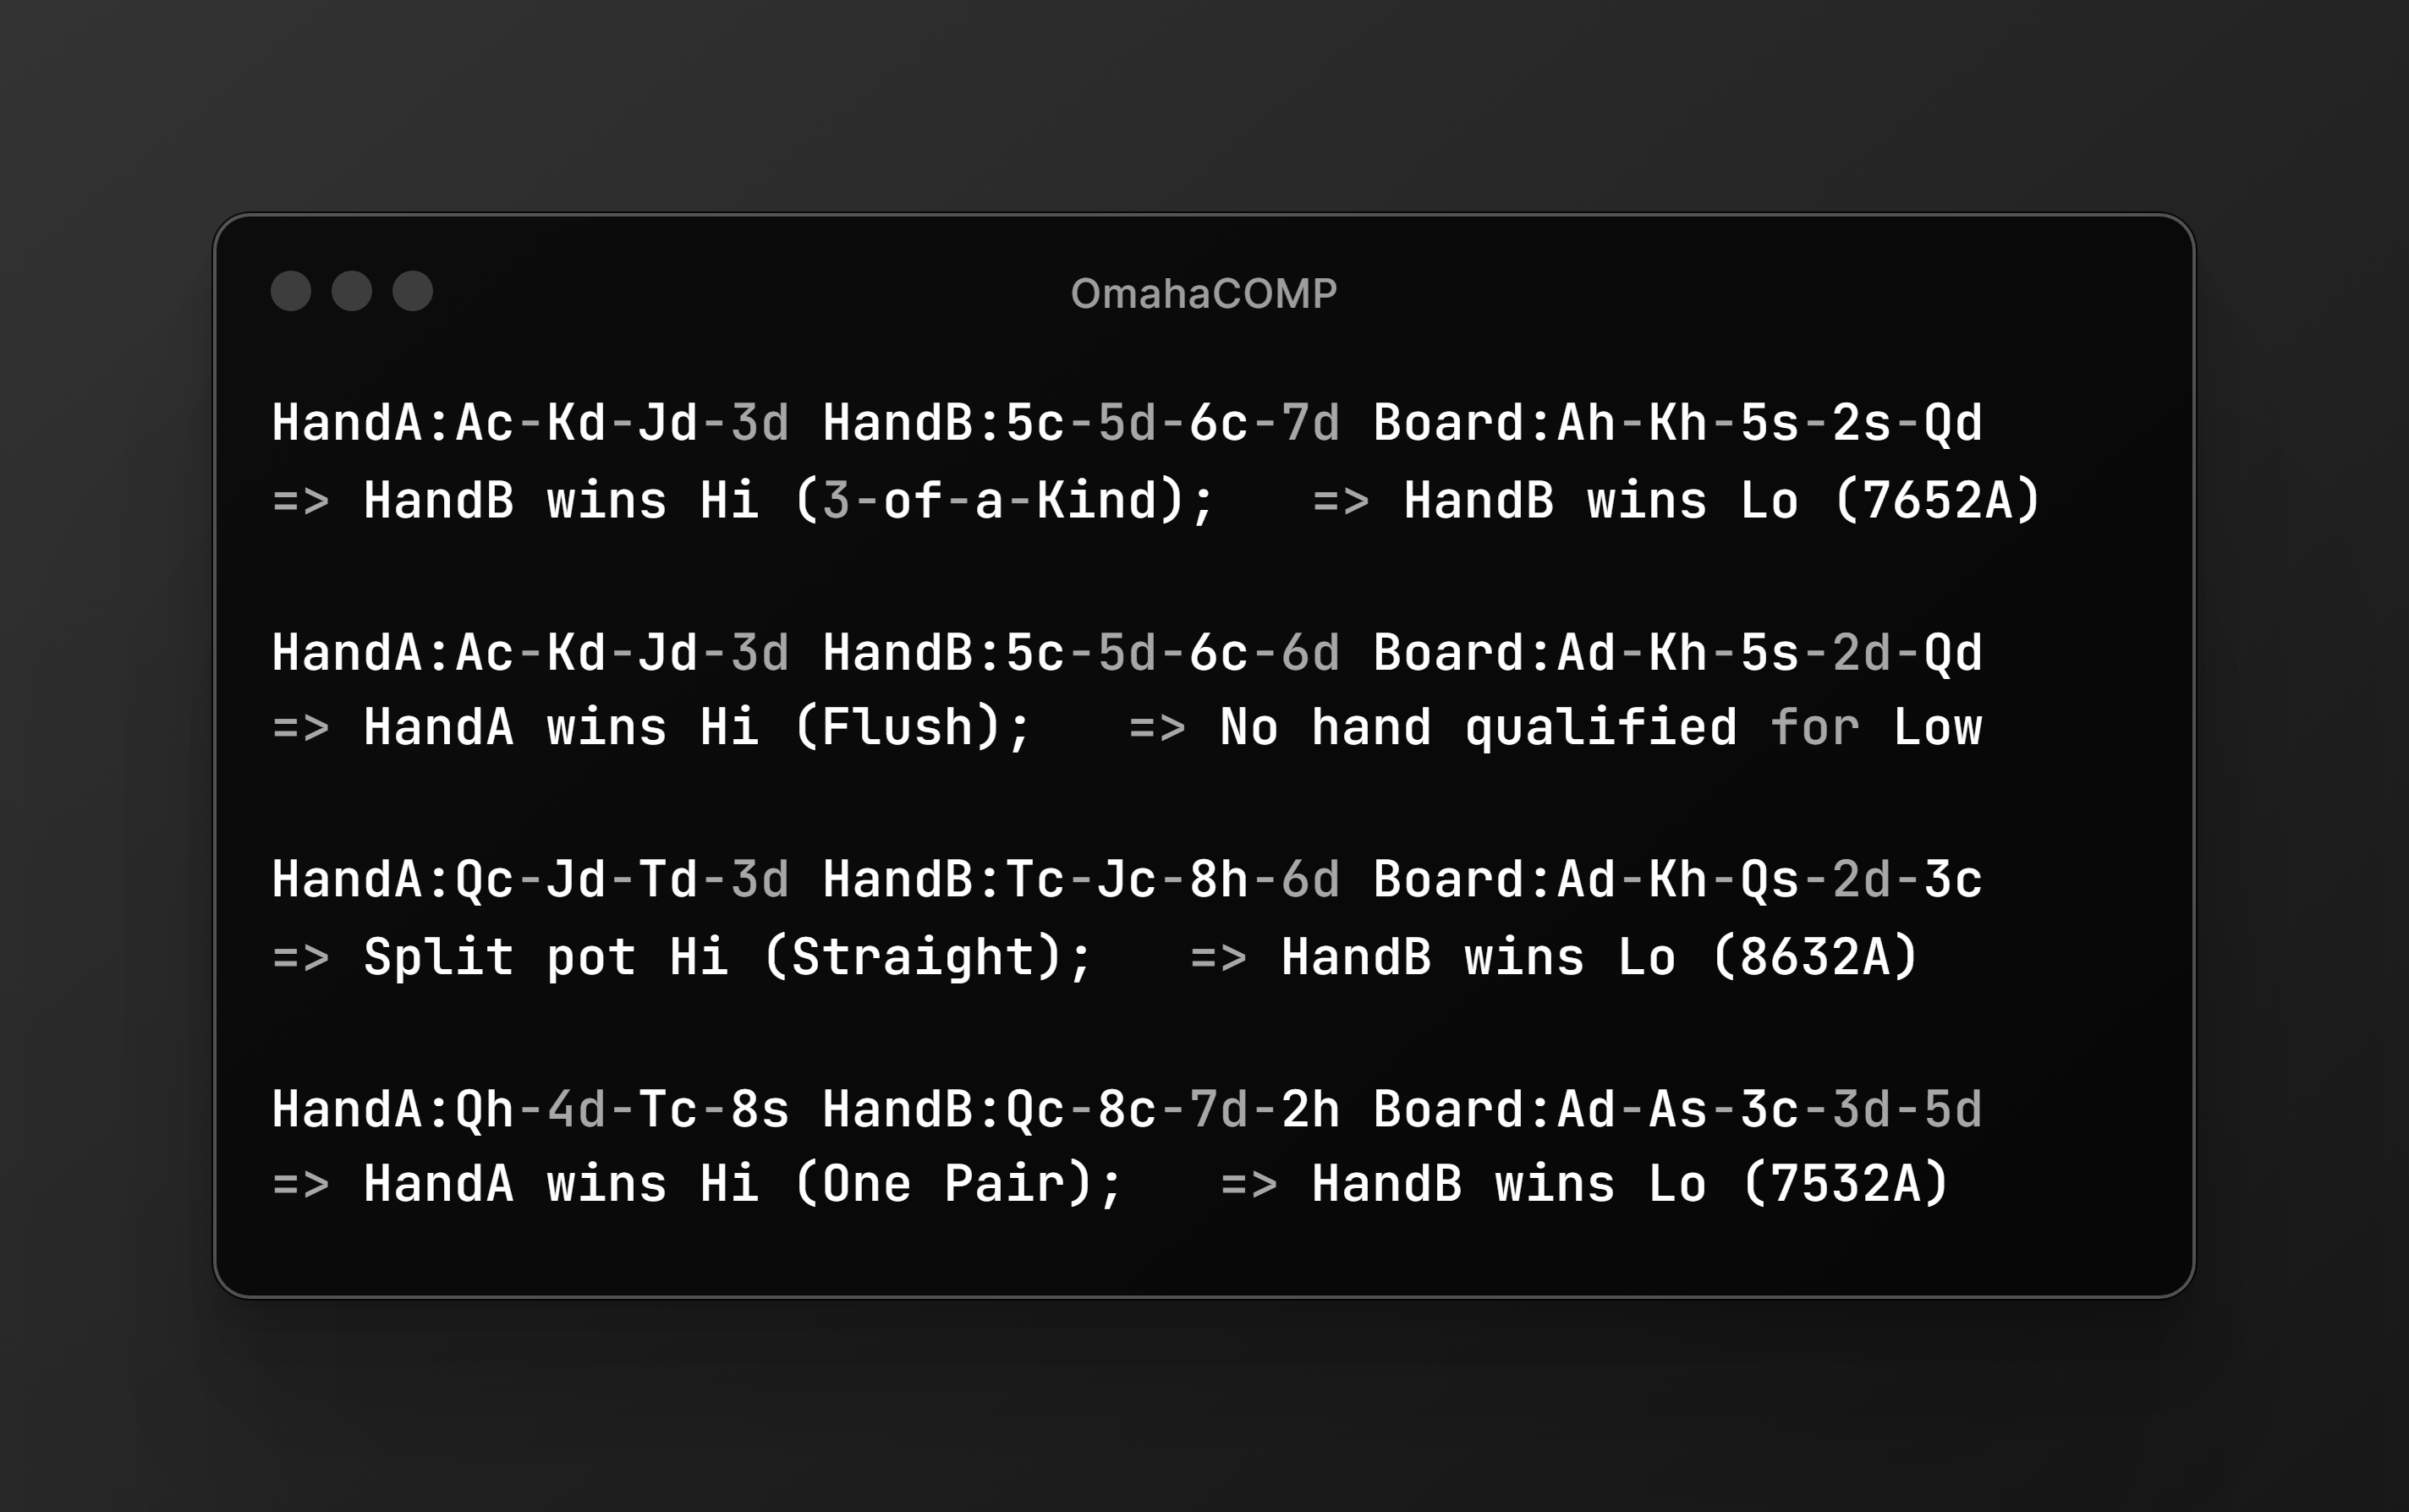 OmahaCOMP
HandA:Ac-Kd-Jd-3d HandB:5c-5d-6c-7d Board:Ah-Kh-5s-2s-Qd
=> HandB wins Hi (3-of-a-Kind);   => HandB wins Lo (7652A)
HandA:Ac-Kd-Jd-3d HandB:5c-5d-6c-6d Board:Ad-Kh-5s-2d-Qd
=> HandA wins Hi (Flush);   => No hand qualified for Low
HandA:Qc-Jd-Td-3d HandB:Tc-Jc-8h-6d Board:Ad-Kh-Qs-2d-3c
=> Split pot Hi (Straight);   => HandB wins Lo (8632A)
HandA:Qh-4d-Tc-8s HandB:Qc-8c-7d-2h Board:Ad-As-3c-3d-5d
=> HandA wins Hi (One Pair);   => HandB wins Lo (7532A)